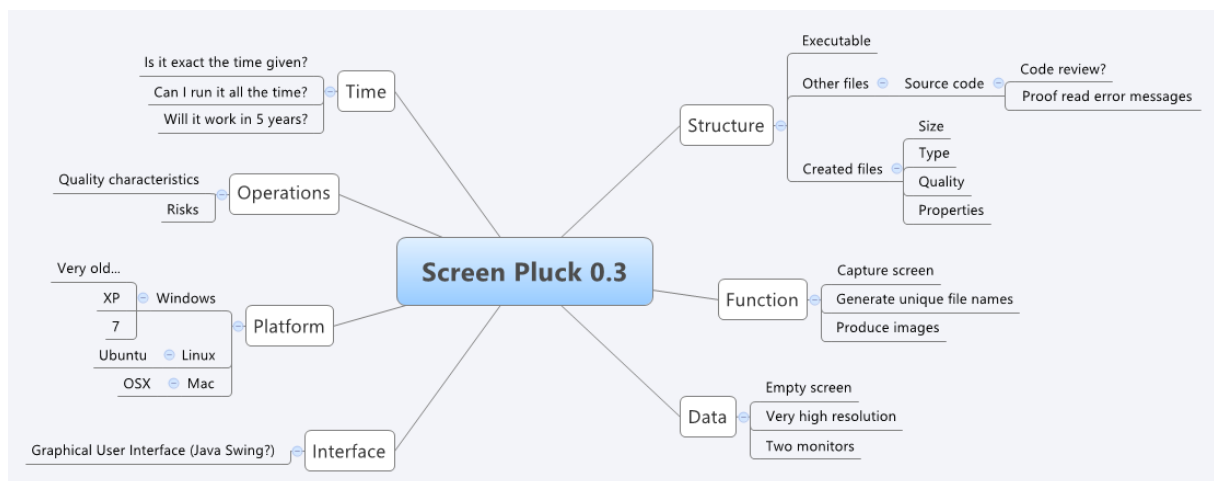 Screen Pluck 0.3
Time
Is it exact the time given?
Can I run it all the time?
Will it work in 5 years?
Operations
Quality characteristics
Risks
Platform
Windows
Very old...
XP
7
Linux
Ubuntu
Mac
OSX
Interface
Graphical User Interface (Java Swing?)
Structure
Executable
Other files
Source code
Code review?
Proof read error messages
Created files
Size
Type
Quality
Properties
Function
Capture screen
Generate unique file names
Produce images
Data
Empty screen
Very high resolution
Two monitors